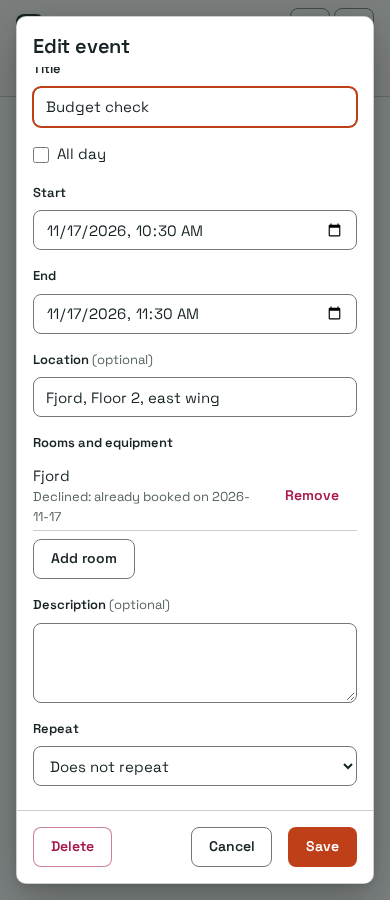 Edit event
Title
Budget check
All day
Start
11/17/2026, 10:30 AM
End
11/17/2026, 11:30 AM
Location (optional)
Fjord, Floor 2, east wing
Rooms and equipment
Fjord
Declined: already booked on 2026-
11-17
Remove
Add room
Description (optional)
Repeat
Does not repeat
Delete
Cancel
Save